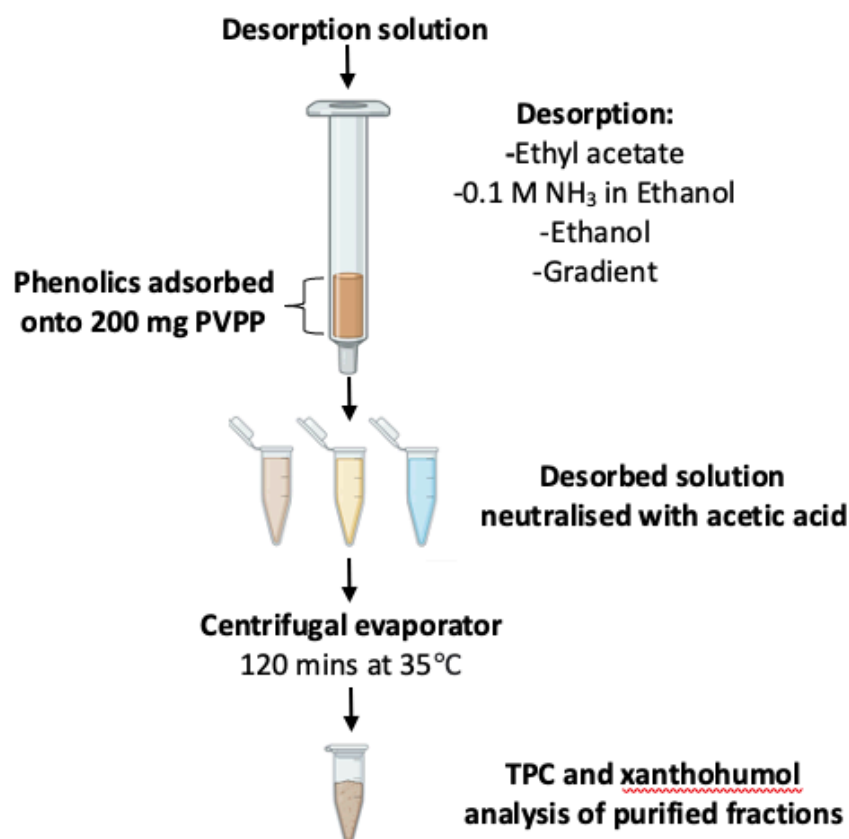 Desorption solution
Desorption:
-Ethyl acetate
-0.1 M NH₃ in Ethanol
-Ethanol
-Gradient
Phenolics adsorbed
onto 200 mg PVPP
Desorbed solution
neutralised with acetic acid
Centrifugal evaporator
120 mins at 35°C
TPC and xanthohumol
analysis of purified fractions